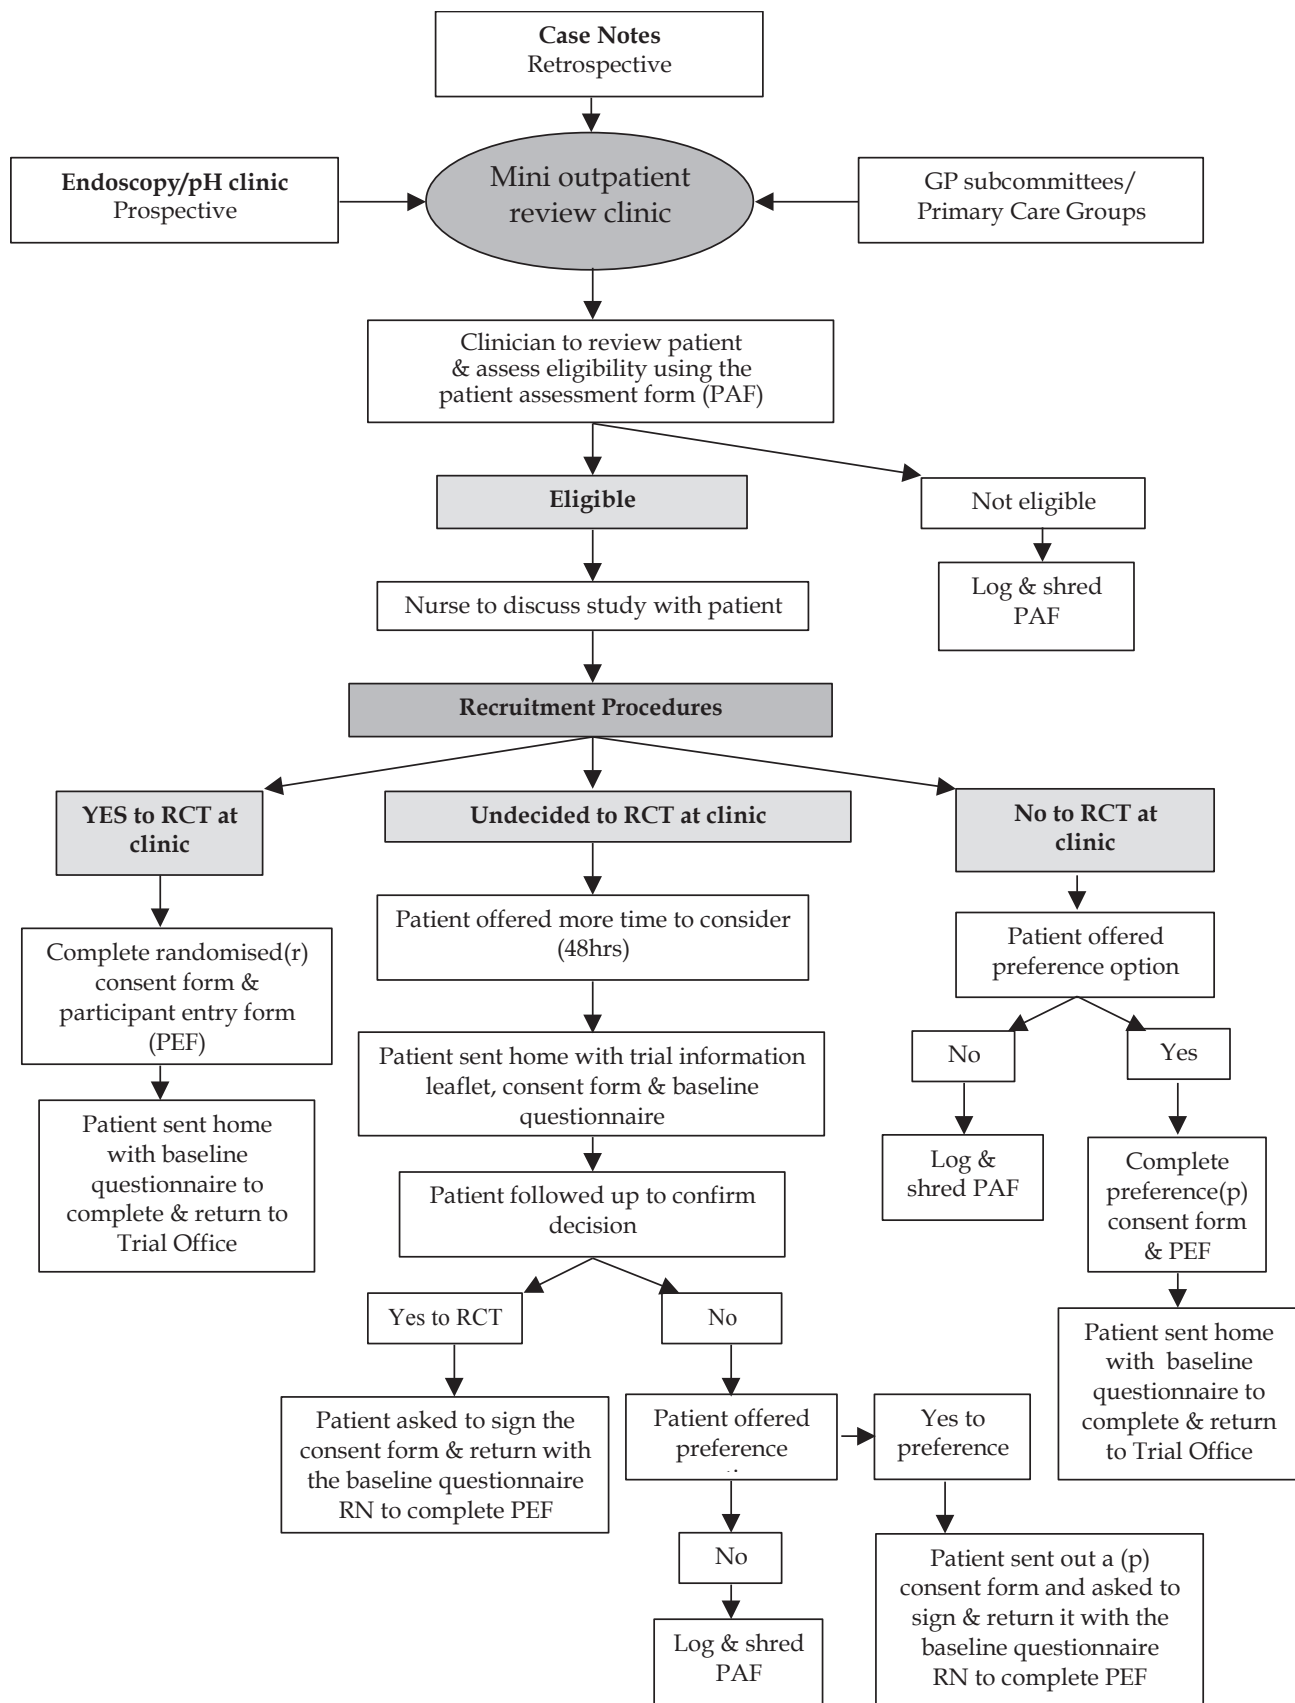 Case Notes
Retrospective
Endoscopy/pH clinic
Prospective
Mini outpatient
review clinic
GP subcommittees/
Primary Care Groups
Clinician to review patient
& assess eligibility using the
patient assessment form (PAF)
Eligible
Not eligible
Nurse to discuss study with patient
Log & shred
PAF
Recruitment Procedures
YES to RCT at
clinic
Undecided to RCT at clinic
No to RCT at
clinic
Complete randomised(r)
consent form &
participant entry form
(PEF)
Patient offered more time to consider
(48hrs)
Patient offered
preference option
No
Yes
Patient sent home with trial information
leaflet, consent form & baseline
questionnaire
Patient sent home
with baseline
questionnaire to
complete & return to
Trial Office
Log &
shred PAF
Complete
preference(p)
consent form
& PEF
Patient followed up to confirm
decision
Yes to RCT
No
Patient sent home
with baseline
questionnaire to
complete & return
to Trial Office
Patient asked to sign the
consent form & return with
the baseline questionnaire
RN to complete PEF
Patient offered
preference
Yes to
preference
No
Log & shred
PAF
Patient sent out a (p)
consent form and asked to
sign & return it with the
baseline questionnaire
RN to complete PEF